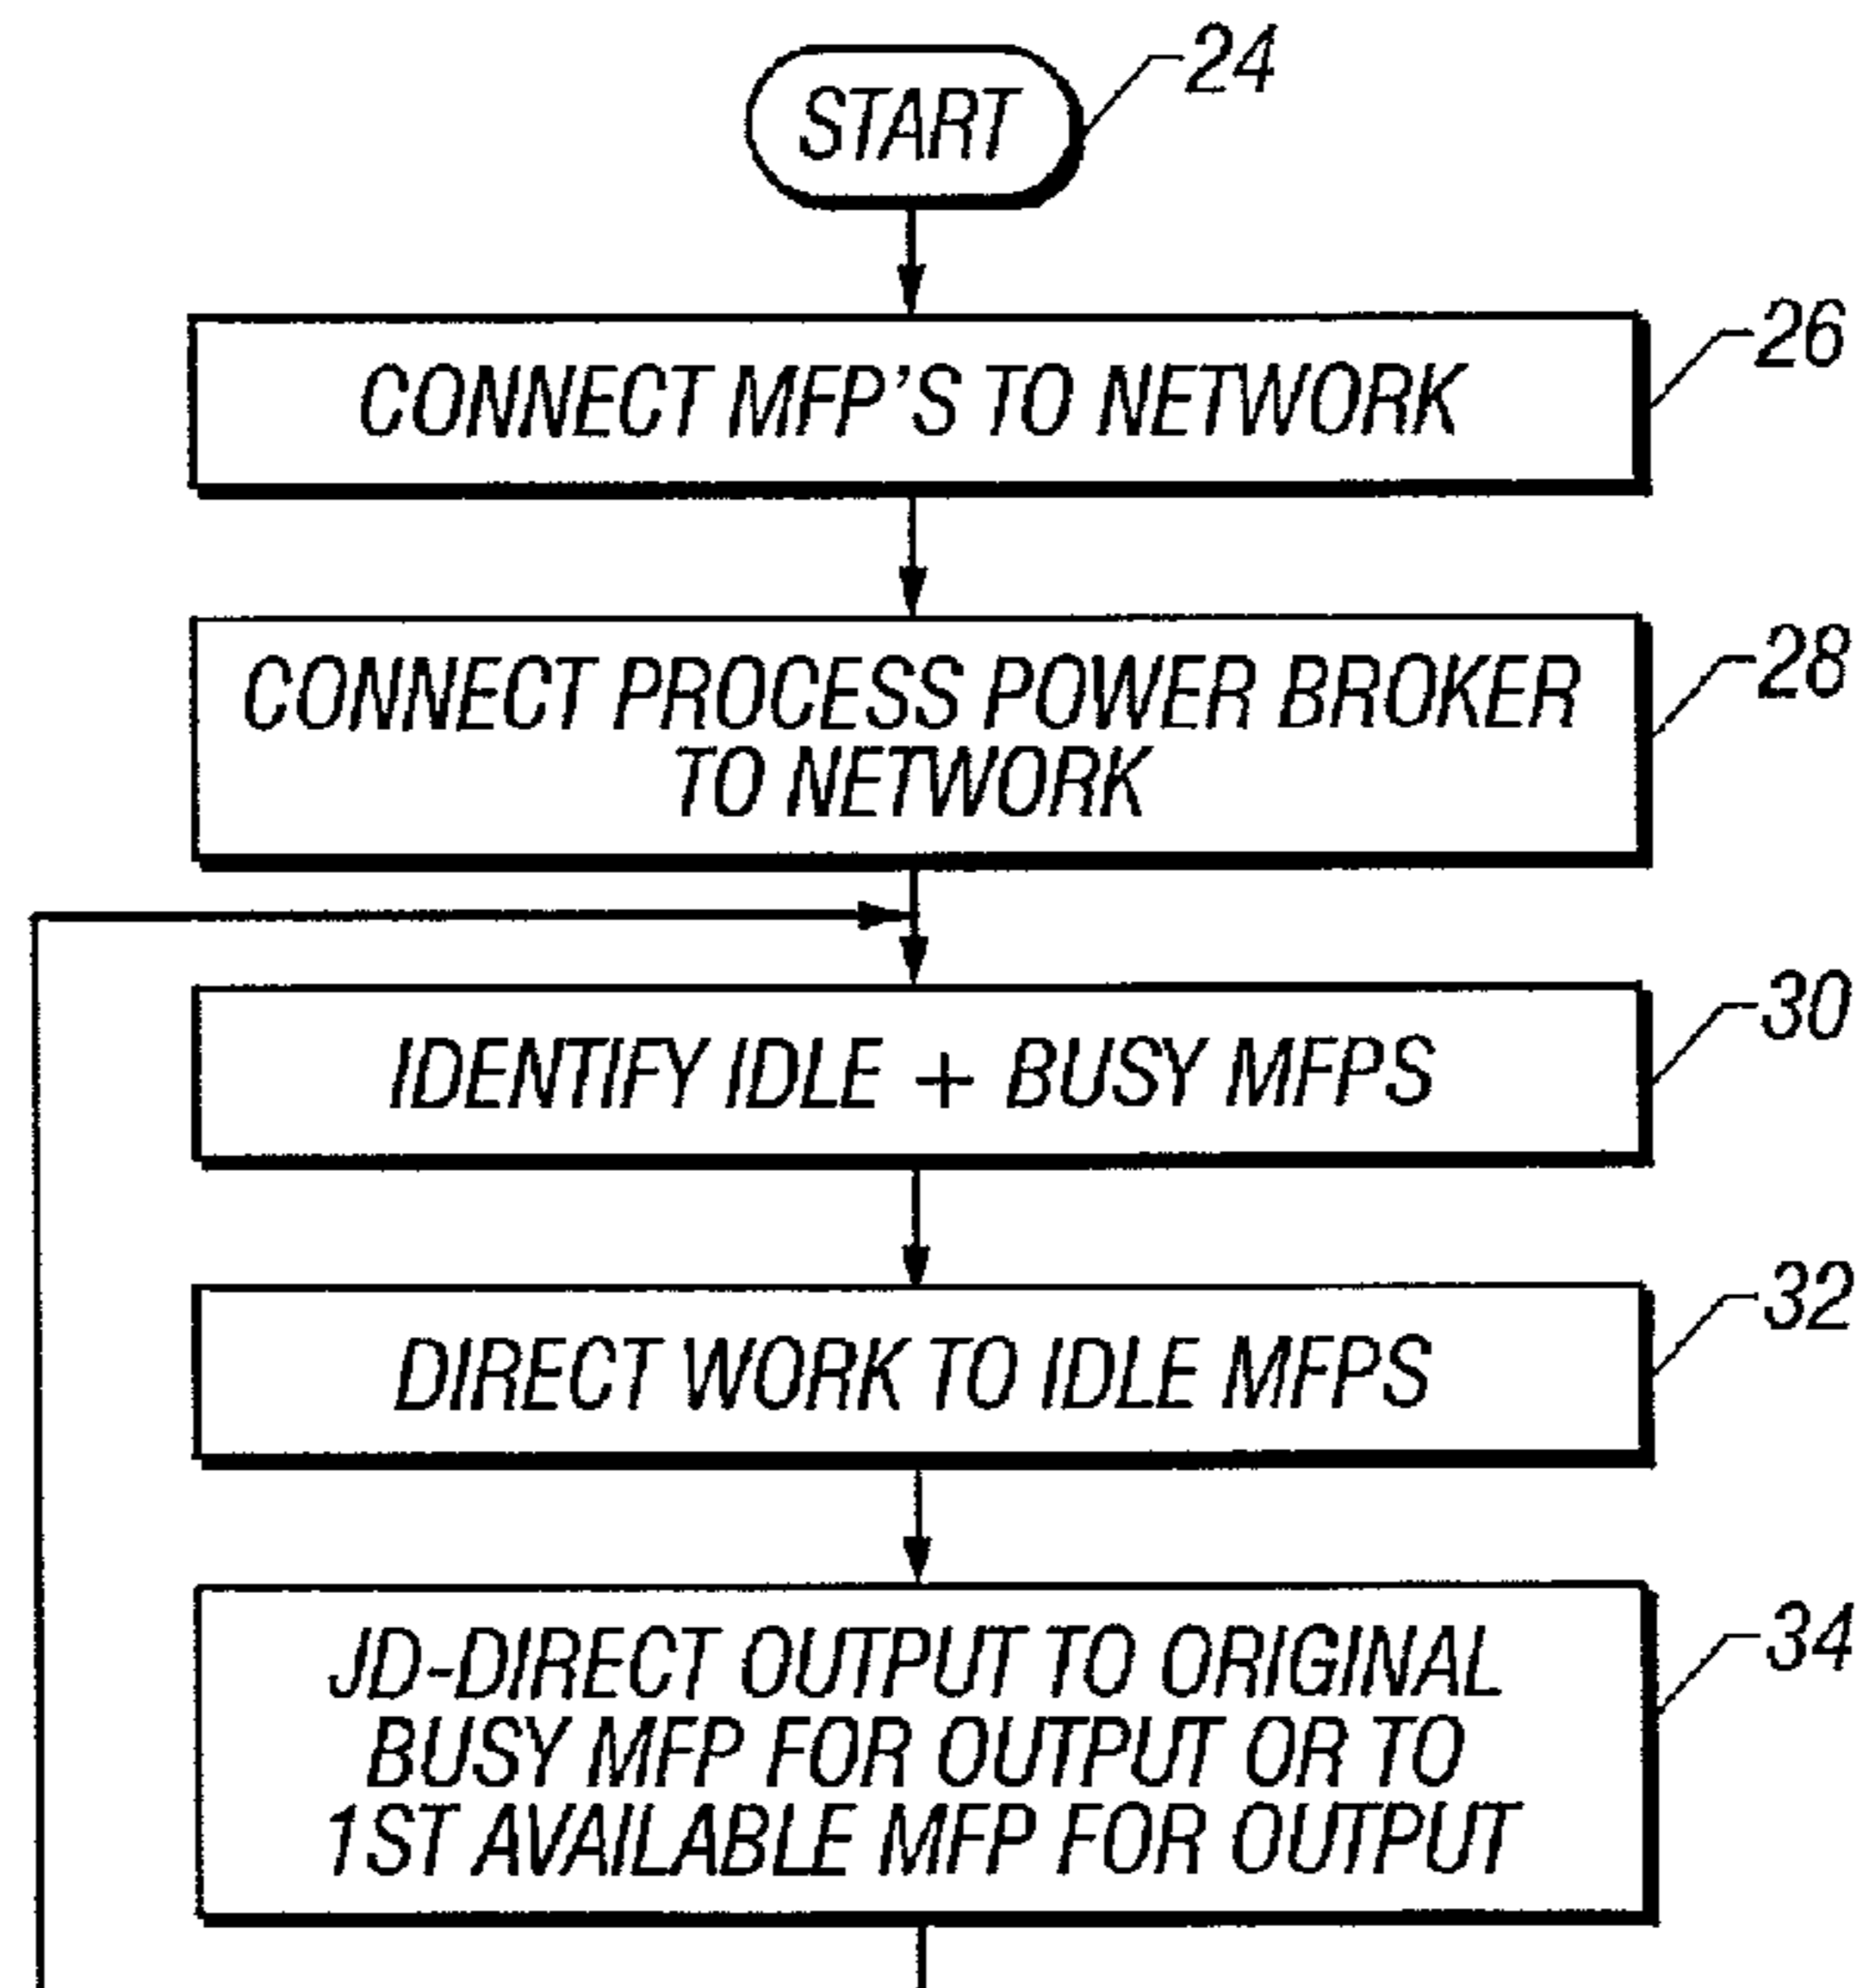 START
24
CONNECT MFP'S TO NETWORK
26
CONNECT PROCESS POWER BROKER
TO NETWORK
28
IDENTIFY IDLE + BUSY MFPS
30
DIRECT WORK TO IDLE MFPS
32
JD-DIRECT OUTPUT TO ORIGINAL
BUSY MFP FOR OUTPUT OR TO
1ST AVAILABLE MFP FOR OUTPUT
34